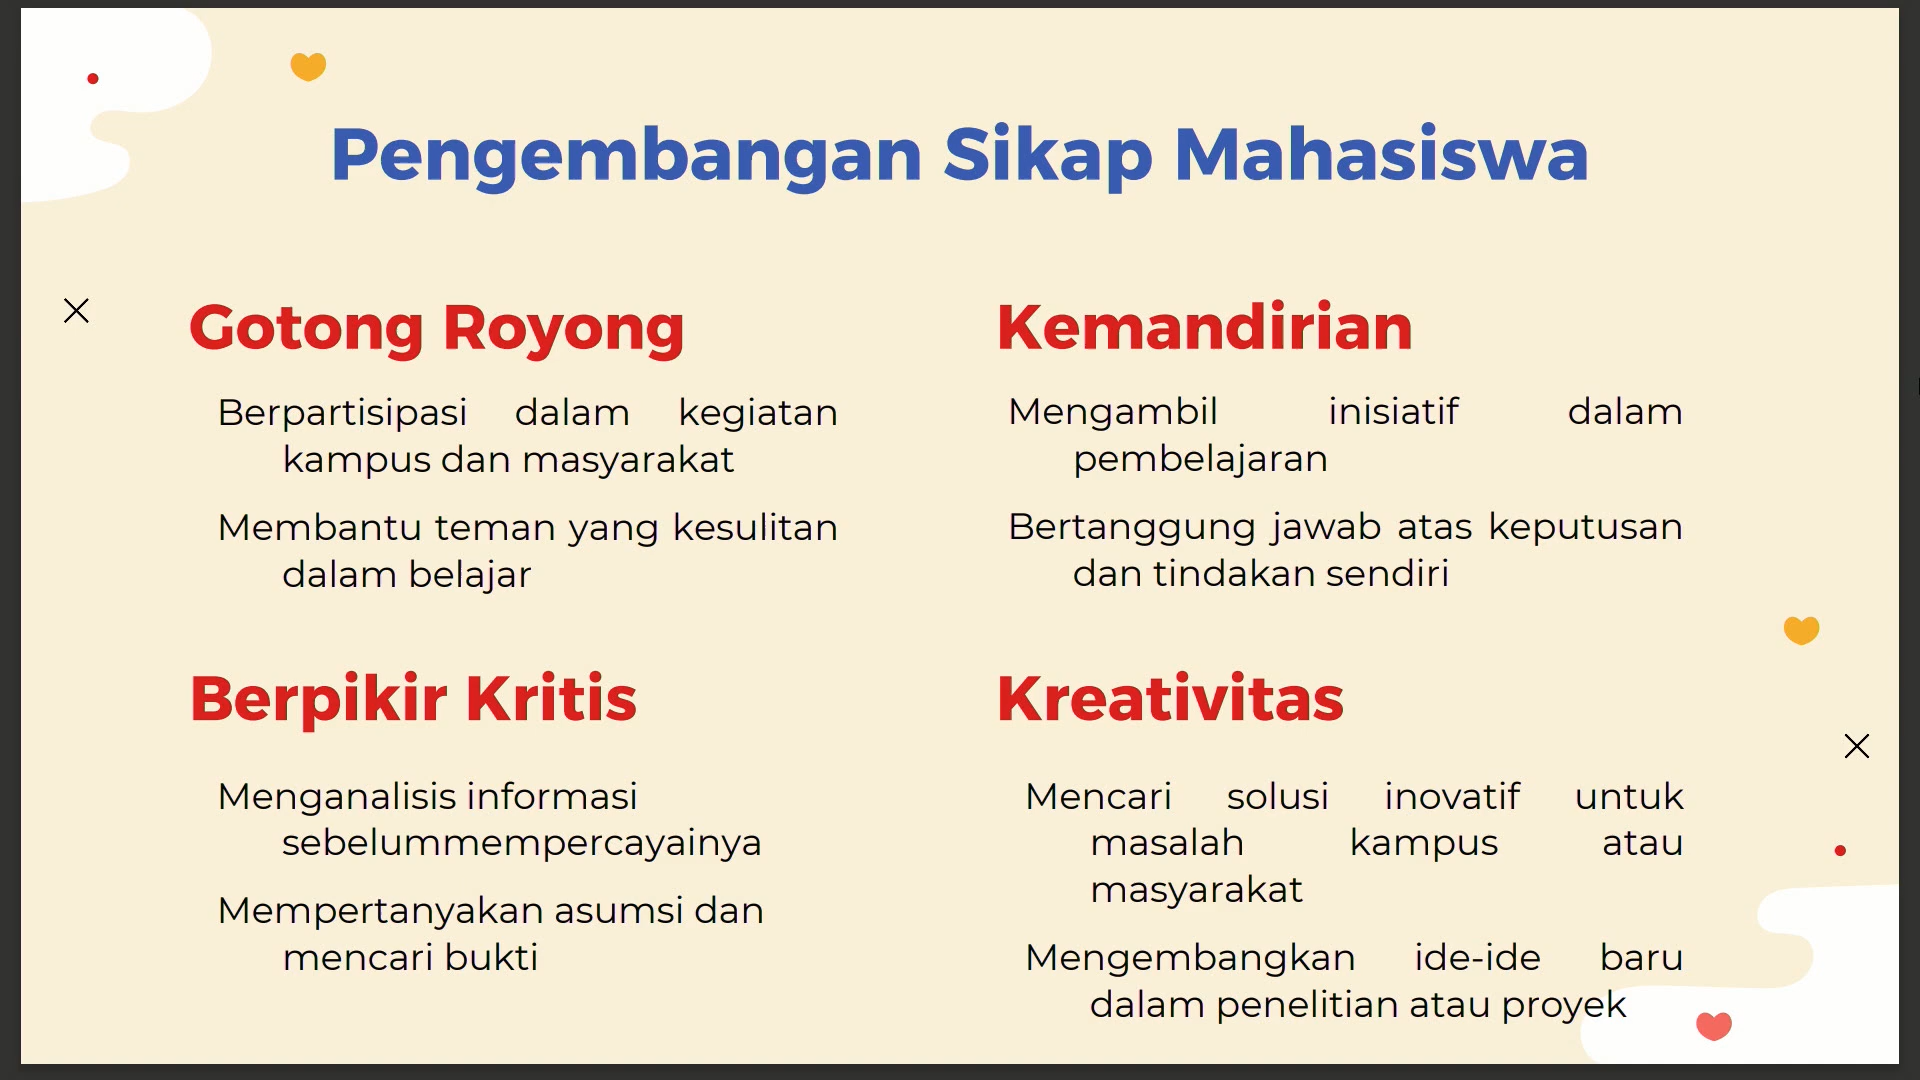 Pengembangan Sikap Mahasiswa
Gotong Royong
Berpartisipasi dalam kegiatan
kampus dan masyarakat
Membantu teman yang kesulitan
dalam belajar
Kemandirian
Mengambil inisiatif dalam
pembelajaran
Bertanggung jawab atas keputusan
dan tindakan sendiri
Berpikir Kritis
Menganalisis informasi
sebelummempercayainya
Mempertanyakan asumsi dan
mencari bukti
Kreativitas
Mencari solusi inovatif untuk
masalah kampus atau
masyarakat
Mengembangkan ide-ide baru
dalam penelitian atau proyek